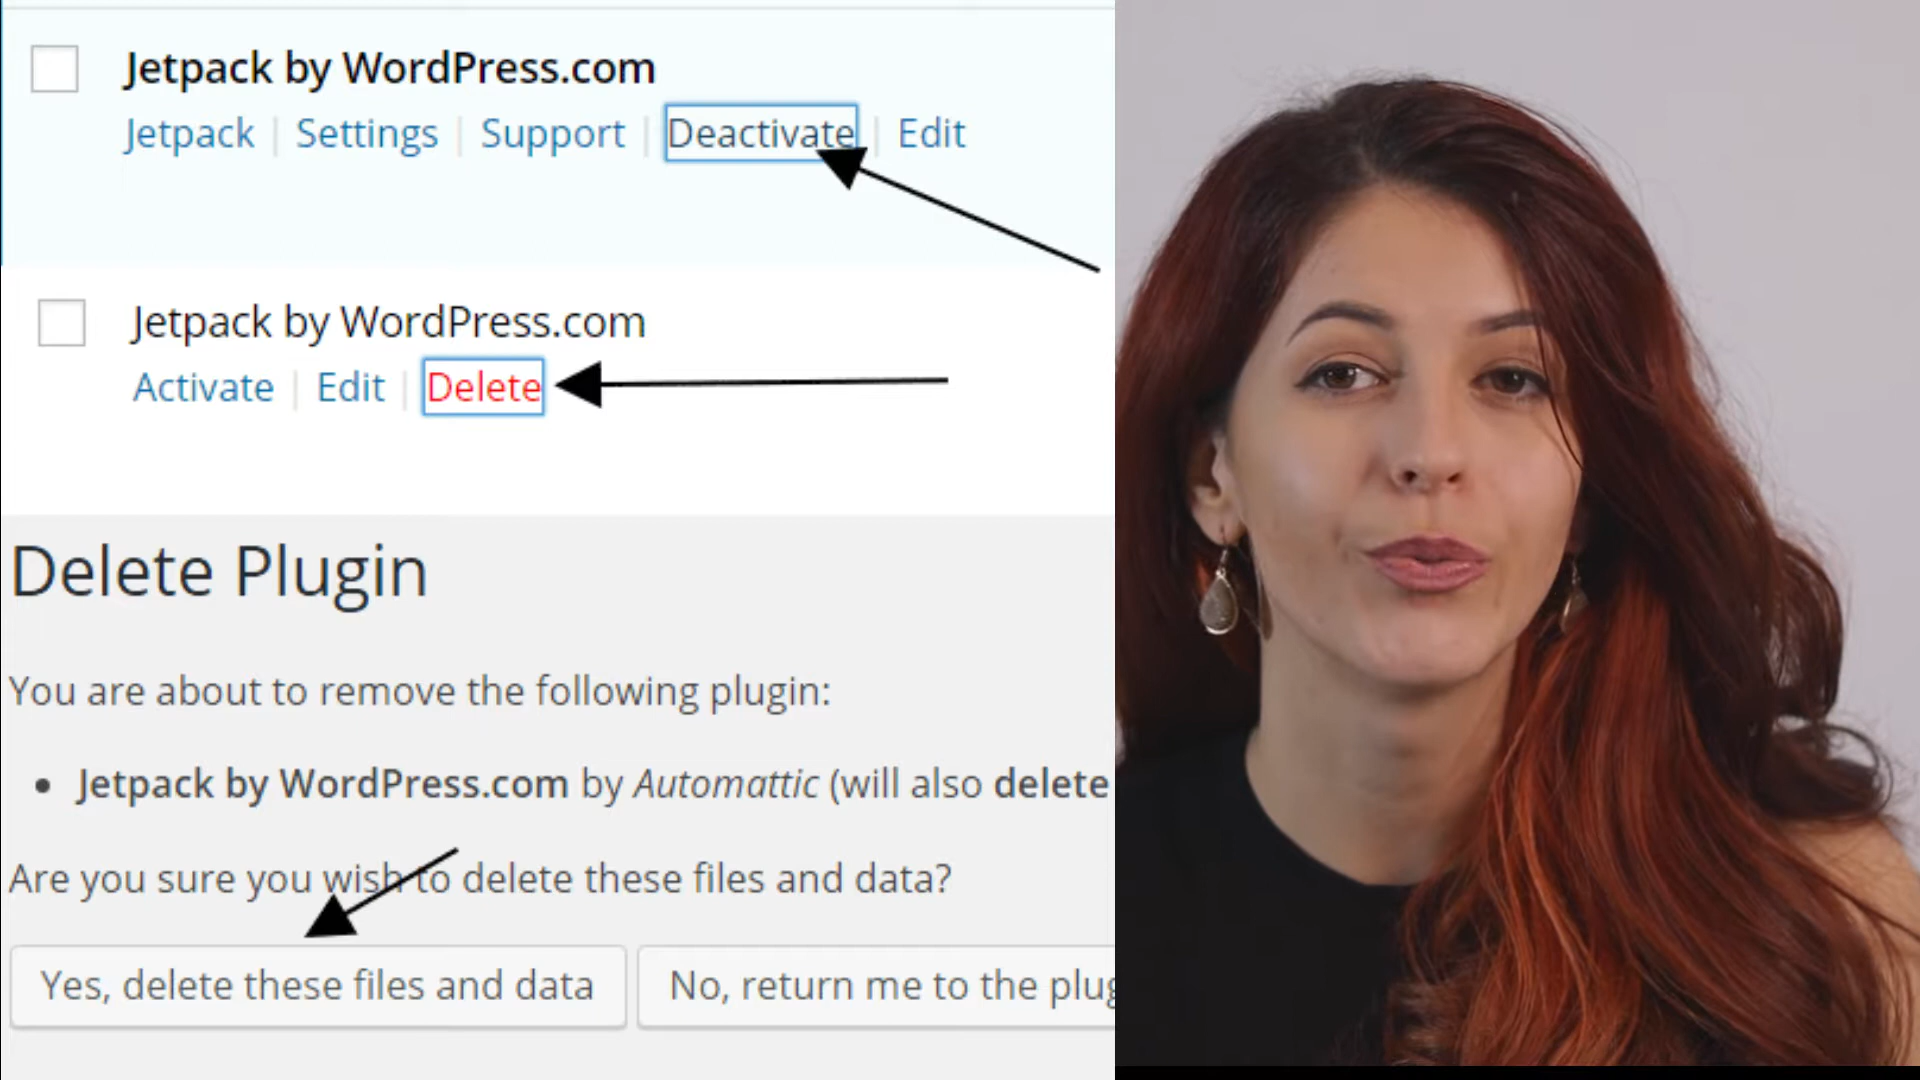 Jetpack by WordPress.com
Jetpack | Settings | Support | Deactivate | Edit
Jetpack by WordPress.com
Activate | Edit | Delete
Delete Plugin
You are about to remove the following plugin:
• Jetpack by WordPress.com by Automattic (will also delete
Are you sure you wish to delete these files and data?
Yes, delete these files and data
No, return me to the plug